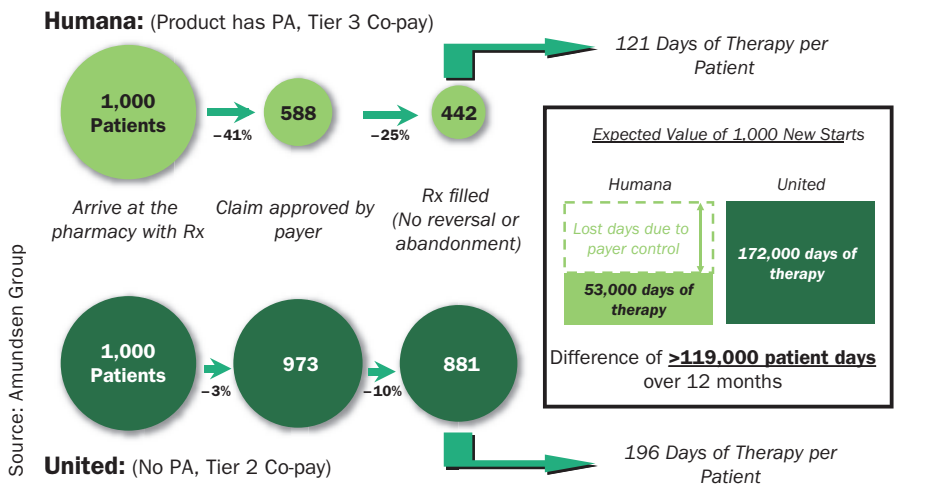 Humana: (Product has PA, Tier 3 Co-pay)
1,000
Patients
–41%
588
–25%
442
121 Days of Therapy per
Patient
Arrive at the
pharmacy with Rx
Claim approved by
payer
Rx filled
(No reversal or
abandonment)
Expected Value of 1,000 New Starts
Humana
United
Lost days due to
payer control
53,000 days of
therapy
172,000 days of
therapy
Difference of >119,000 patient days
over 12 months
1,000
Patients
–3%
973
–10%
881
196 Days of Therapy per
Patient
United: (No PA, Tier 2 Co-pay)
Source: Amundsen Group